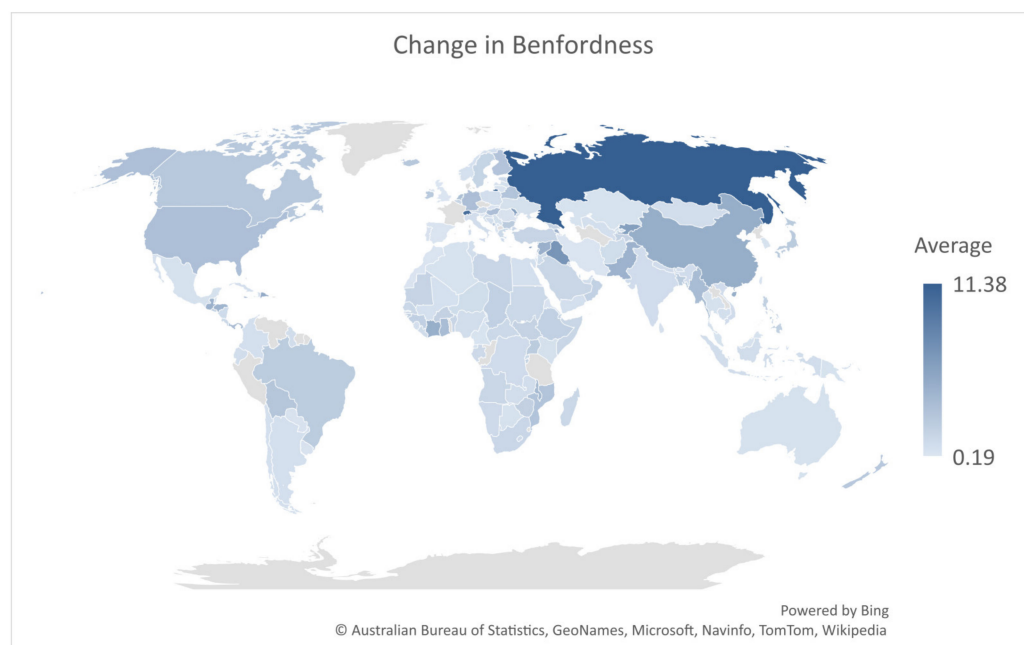 Change in Benfordness
Average
11.38
0.19
Powered by Bing
© Australian Bureau of Statistics, GeoNames, Microsoft, Navinfo, TomTom, Wikipedia